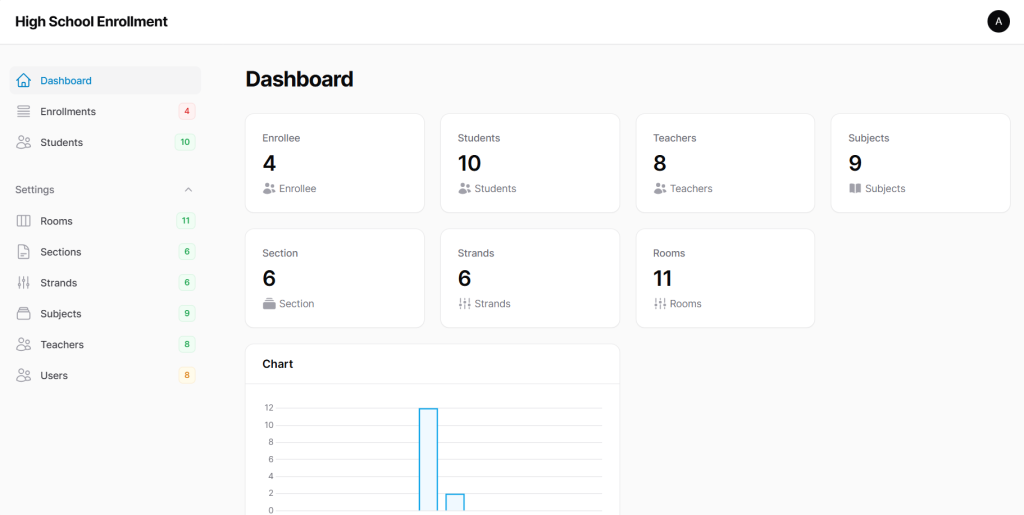 High School Enrollment
A
Dashboard
Enrollments 4
Students 10
Settings
Rooms 11
Sections 6
Strands 6
Subjects 9
Teachers 8
Users 8
Dashboard
Enrollee
4
Enrollee
Students
10
Students
Teachers
8
Teachers
Subjects
9
Subjects
Section
6
Section
Strands
6
Strands
Rooms
11
Rooms
Chart
12
10
8
6
4
2
0